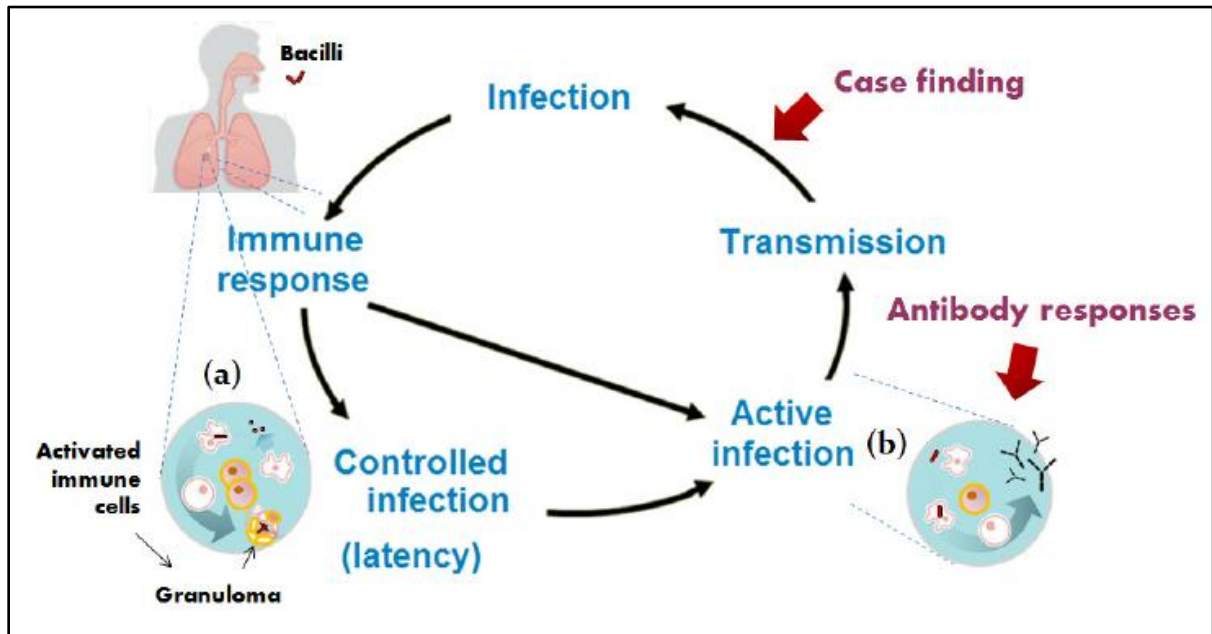 Bacilli
Infection
Case finding
Immune
response
Transmission
Antibody responses
(a)
Activated
immune
cells
Granuloma
Controlled
infection
(latency)
Active
infection
(b)